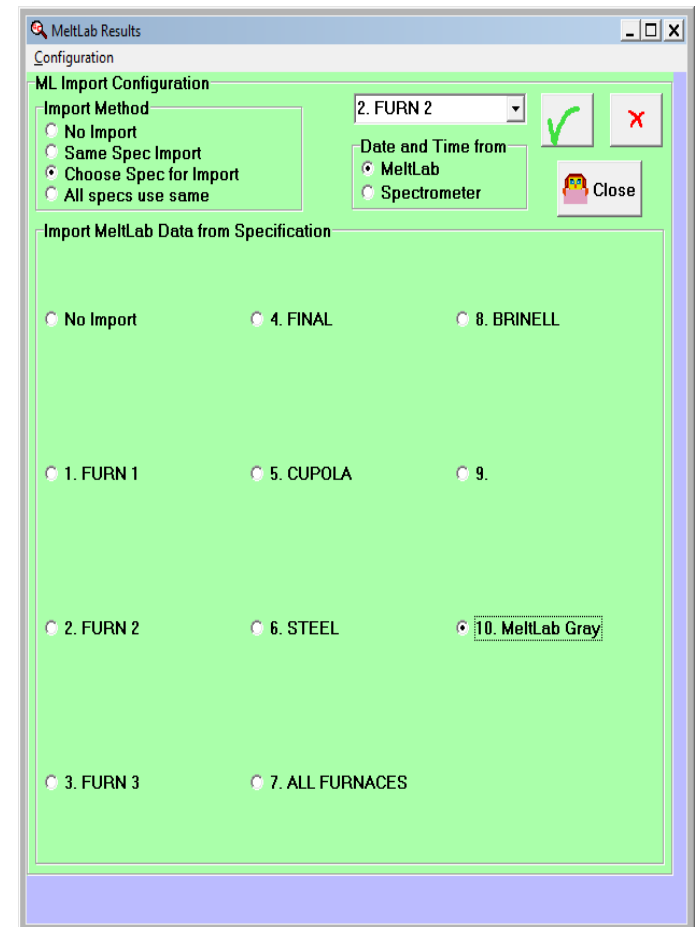 MeltLab Results
Configuration
ML Import Configuration
Import Method
No Import
Same Spec Import
Choose Spec for Import
All specs use same
2. FURN 2
Date and Time from
MeltLab
Spectrometer
Close
Import MeltLab Data from Specification
No Import
4. FINAL
8. BRINELL
1. FURN 1
5. CUPOLA
9.
2. FURN 2
6. STEEL
10. MeltLab Gray
3. FURN 3
7. ALL FURNACES